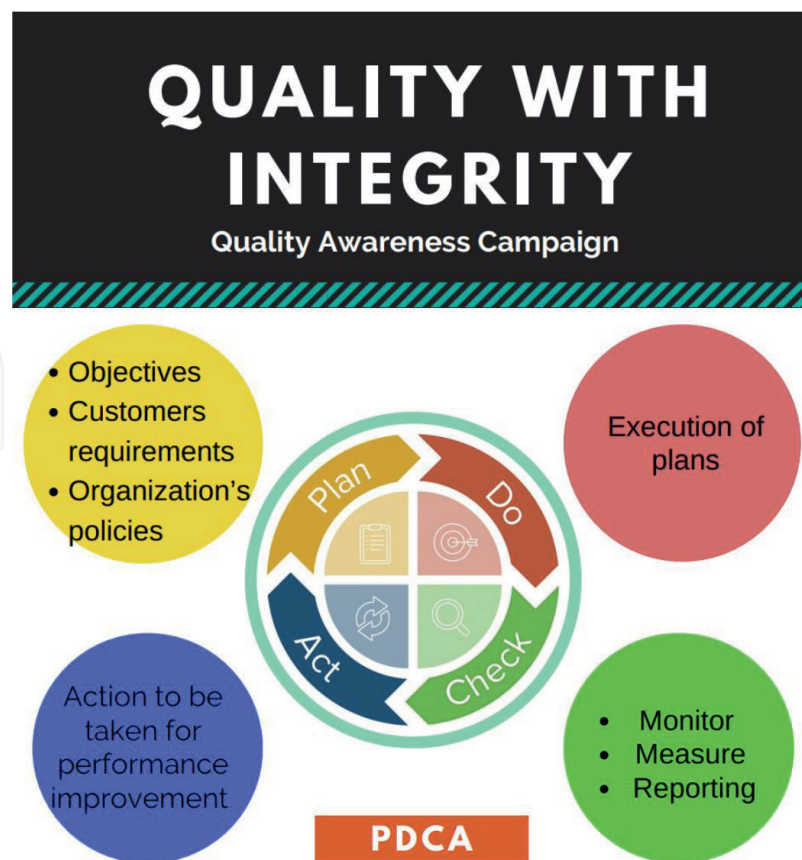 QUALITY WITH
INTEGRITY
Quality Awareness Campaign
• Objectives
• Customers
requirements
• Organization's
policies
Execution of
plans
Plan
Do
Act
Check
Action to be
taken for
performance
improvement
• Monitor
• Measure
• Reporting
PDCA